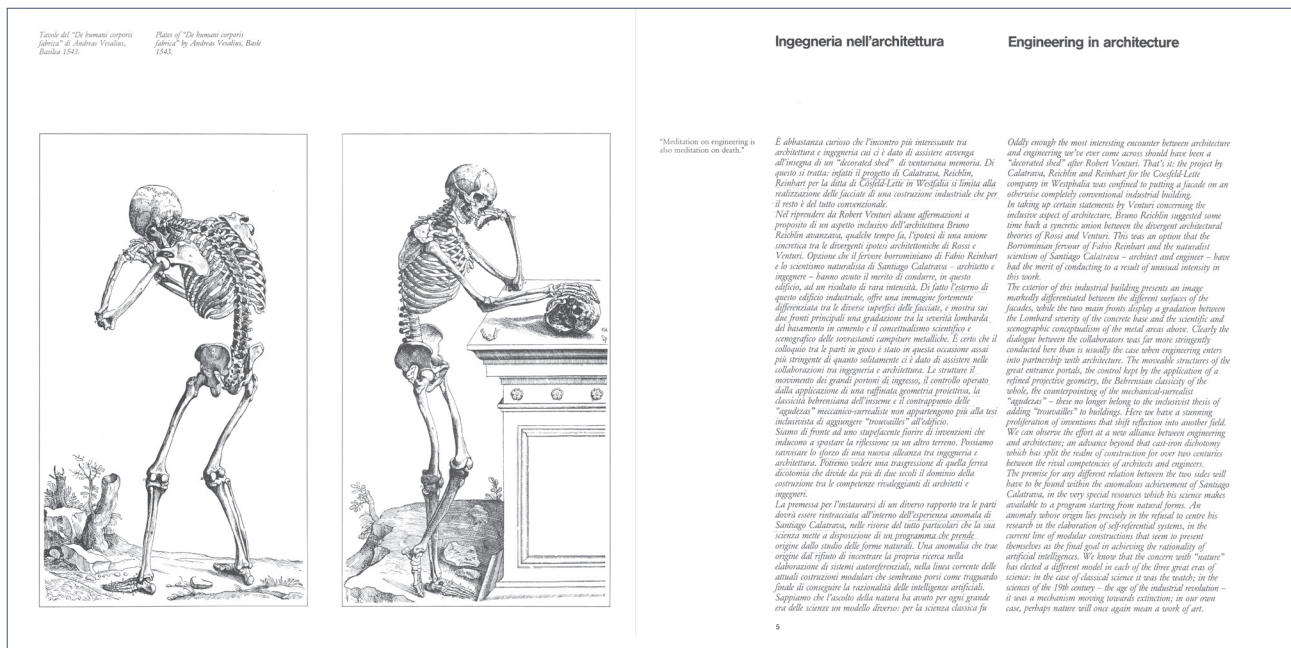 Tavole del "De humani corporis
fabrica" di Andreas Vesalius,
Basilea 1543.
Plates of "De humani corporis
fabrica" by Andreas Vesalius, Basle
1543.
Ingegneria nell'architettura
Engineering in architecture
"Meditation on engineering is
also meditation on death."
È abbastanza curioso che l'incontro più interessante tra
architettura e ingegneria cui ci è dato di assistere avvenga
all'insegna di un "decorated shed" di venturiana memoria. Di
questo si tratta: infatti il progetto di Calatrava, Reichlin,
Reinhart per la ditta di Cösfeld-Lette in Westfalia si limita alla
realizzazione delle facciate di una costruzione industriale che per
il resto è del tutto convenzionale.
Nel riprendere da Robert Venturi alcune affermazioni a
proposito di un aspetto inclusivo dell'architettura Bruno
Reichlin avanzava, qualche tempo fa, l'ipotesi di una unione
sincretica tra le divergenti ipotesi architettoniche di Rossi e
Venturi. Opzione che il fervore borrominiano di Fabio Reinhart
e lo scientismo naturalista di Santiago Calatrava – architetto e
ingegnere – hanno avuto il merito di condurre, in questo
edificio, ad un risultato di rara intensità. Di fatto l'esterno di
questo edificio industriale, offre una immagine fortemente
differenziata tra le diverse superfici delle facciate, e mostra sui
due fronti principali una gradazione tra la severità lombarda
del basamento in cemento e il concettualismo scientifico e
scenografico delle sovrastanti campiture metalliche. È certo che il
colloquio tra le parti in gioco è stato in questa occasione assai
più stringente di quanto solitamente ci è dato di assistere nelle
collaborazioni tra ingegneria e architettura. Le strutture il
movimento dei grandi portoni di ingresso, il controllo operato
dalla applicazione di una raffinata geometria proiettiva, la
classicità behrensiana dell'insieme e il contrappunto delle
"agudezas" meccanico-surrealiste non appartengono più alla tesi
inclusivista di aggiungere "trouvailles" all'edificio.
Siamo di fronte ad uno stupefacente fiorire di invenzioni che
inducono a spostare la riflessione su un altro terreno. Possiamo
ravvisare lo sforzo di una nuova alleanza tra ingegneria e
architettura. Potremo vedere una trasgressione di quella ferrea
dicotomia che divide da più di due secoli il dominio della
costruzione tra le competenze rivaleggianti di architetti e
ingegneri.
La premessa per l'instaurarsi di un diverso rapporto tra le parti
dovrà essere rintracciata all'interno dell'esperienza anomala di
Santiago Calatrava, nelle risorse del tutto particolari che la sua
scienza mette a disposizione di un programma che prende
origine dallo studio delle forme naturali. Una anomalia che trae
origine dal rifiuto di incentrare la propria ricerca nella
elaborazione di sistemi autoreferenziali, nella linea corrente delle
attuali costruzioni modulari che sembrano porsi come traguardo
finale di conseguire la razionalità delle intelligenze artificiali.
Sappiamo che l'ascolto della natura ha avuto per ogni grande
era delle scienze un modello diverso: per la scienza classica fu
Oddly enough the most interesting encounter between architecture
and engineering we've ever come across should have been a
"decorated shed" after Robert Venturi. That's it: the project by
Calatrava, Reichlin and Reinhart for the Coesfeld-Lette
company in Westphalia was confined to putting a facade on an
otherwise completely conventional industrial building.
In taking up certain statements by Venturi concerning the
inclusive aspect of architecture, Bruno Reichlin suggested some
time back a syncretic union between the divergent architectural
theories of Rossi and Venturi. This was an option that the
Borrominian fervour of Fabio Reinhart and the naturalist
scientism of Santiago Calatrava – architect and engineer – have
had the merit of conducting to a result of unusual intensity in
this work.
The exterior of this industrial building presents an image
markedly differentiated between the different surfaces of the
facades, while the two main fronts display a gradation between
the Lombard severity of the concrete base and the scientific and
scenographic conceptualism of the metal areas above. Clearly the
dialogue between the collaborators was far more stringently
conducted here than is usually the case when engineering enters
into partnership with architecture. The moveable structures of the
great entrance portals, the control kept by the application of a
refined projective geometry, the Behrensian classicity of the
whole, the counterpointing of the mechanical-surrealist
"agudezas" – these no longer belong to the inclusivist thesis of
adding "trouvailles" to buildings. Here we have a stunning
proliferation of inventions that shift reflection into another field.
We can observe the effort at a new alliance between engineering
and architecture; an advance beyond that cast-iron dichotomy
which has split the realm of construction for over two centuries
between the rival competencies of architects and engineers.
The premise for any different relation between the two sides will
have to be found within the anomalous achievement of Santiago
Calatrava, in the very special resources which his science makes
available to a program starting from natural forms. An
anomaly whose origin lies precisely in the refusal to centre his
research in the elaboration of self-referential systems, in the
current line of modular constructions that seem to present
themselves as the final goal in achieving the rationality of
artificial intelligences. We know that the concern with "nature"
has elected a different model in each of the three great eras of
science: in the case of classical science it was the watch; in the
sciences of the 19th century – the age of the industrial revolution –
it was a mechanism moving towards extinction; in our own
case, perhaps nature will once again mean a work of art.
5